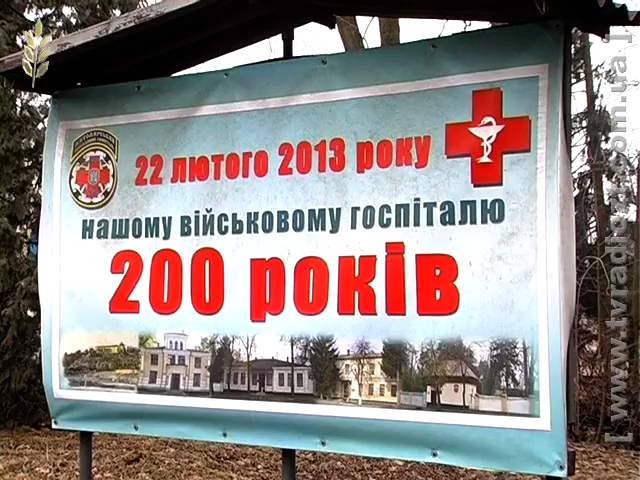 22 лютого 2013 року
нашому військовому госпіталю
200 років